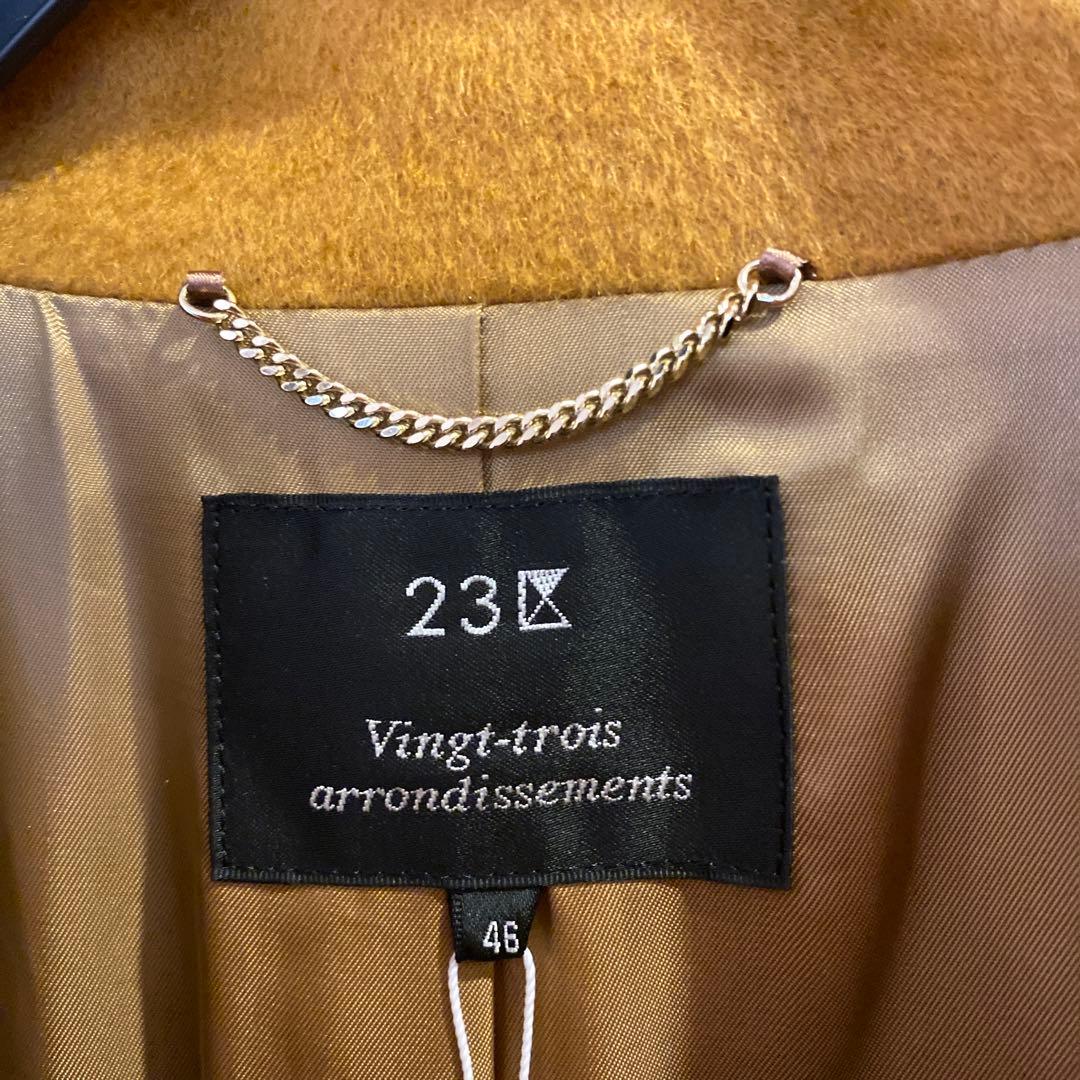 23区
Vingt-trois
arrondissements
46